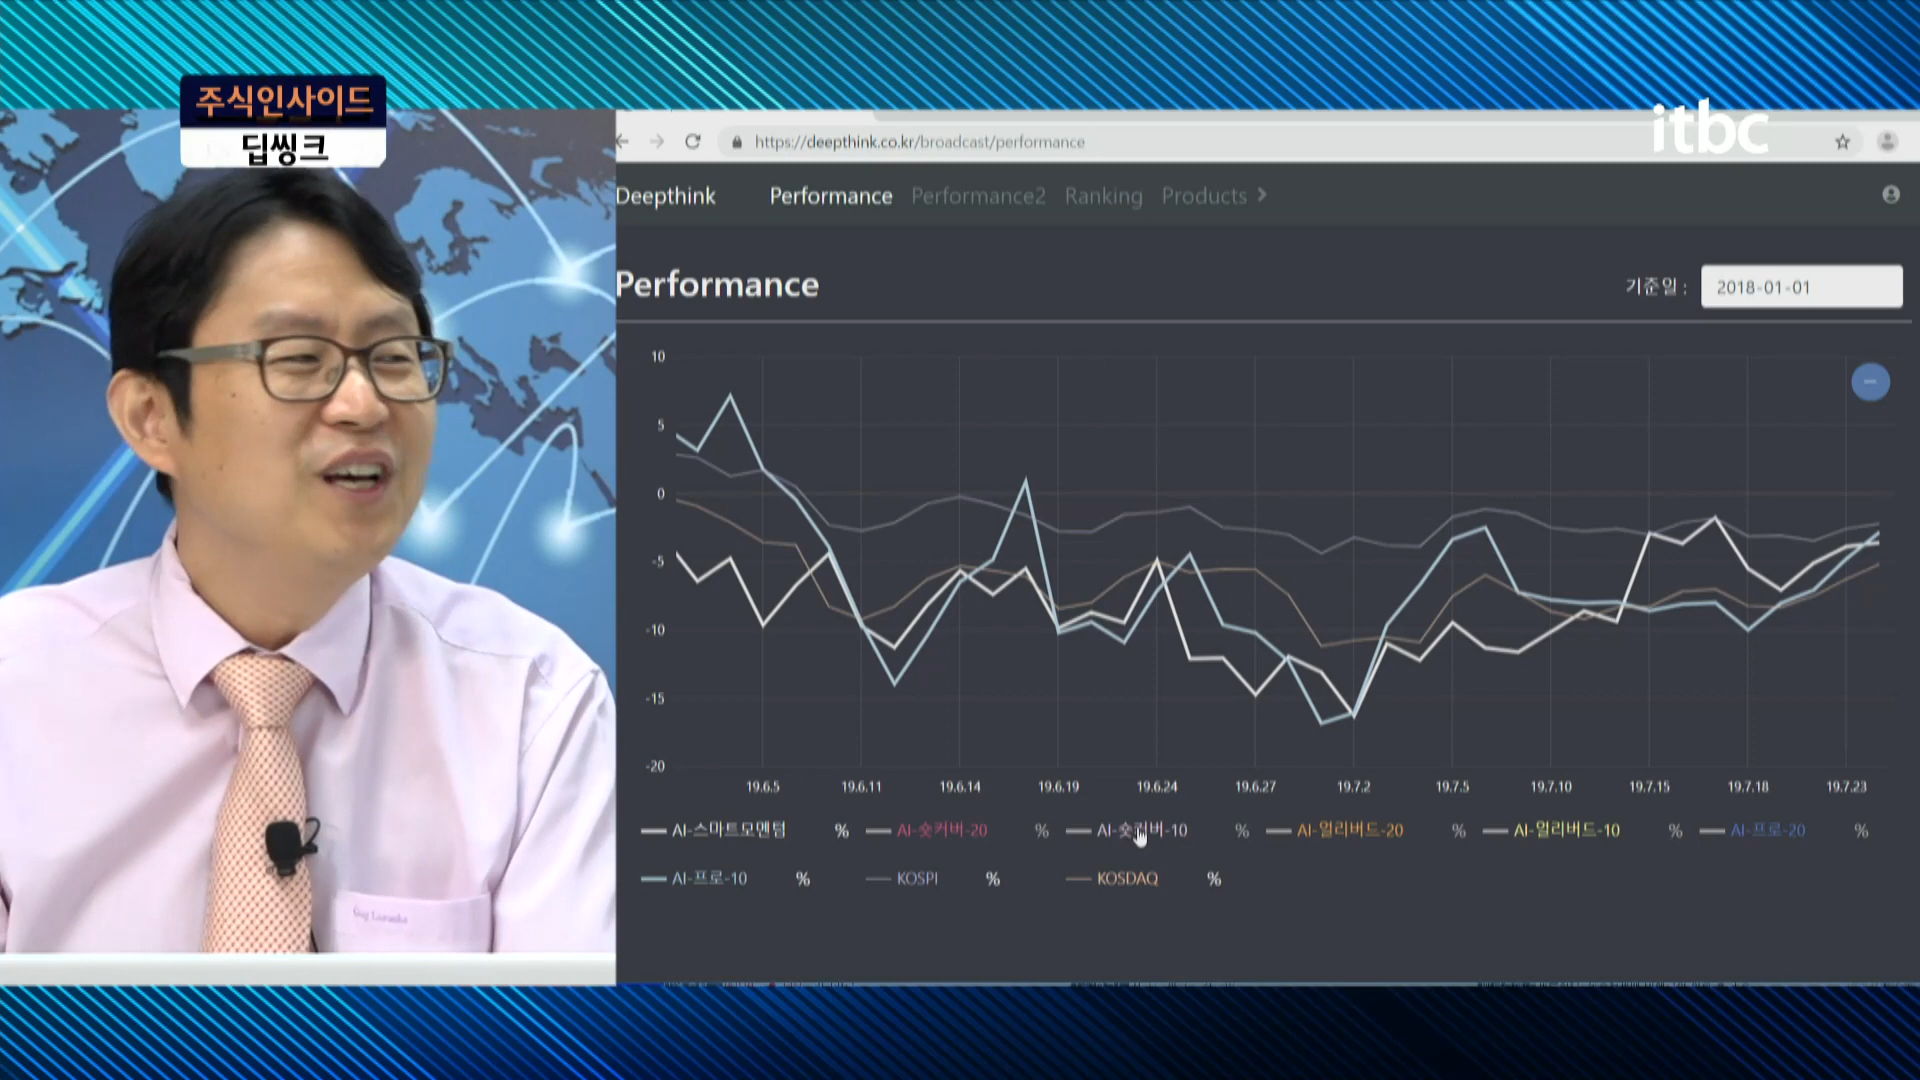 주식인사이드
딥씽크
itbc
https://deepthink.co.kr/broadcast/performance
Deepthink Performance Performance2 Ranking Products
Performance
기준일 : 2018-01-01
10
5
0
-5
-10
-15
-20
19.6.5 19.6.11 19.6.14 19.6.19 19.6.24 19.6.27 19.7.2 19.7.5 19.7.10 19.7.15 19.7.18 19.7.23
AI-스마트모멘텀 % AI-숏커버-20 % AI-숏커버-10 % AI-얼리버드-20 % AI-얼리버드-10 % AI-프로-20 %
AI-프로-10 % KOSPI % KOSDAQ %